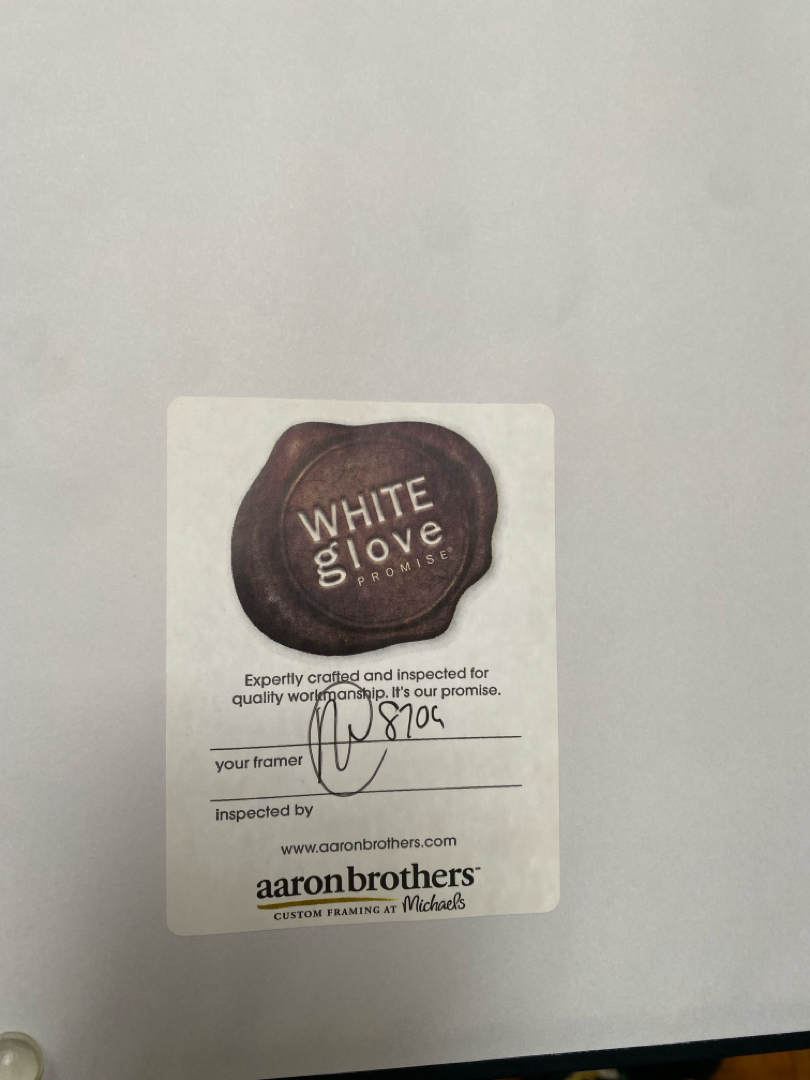 WHITE
glove
PROMISE®
Expertly crafted and inspected for
quality workmanship. It's our promise.
your framer
inspected by
www.aaronbrothers.com
aaronbrothers™
CUSTOM FRAMING AT Michaels